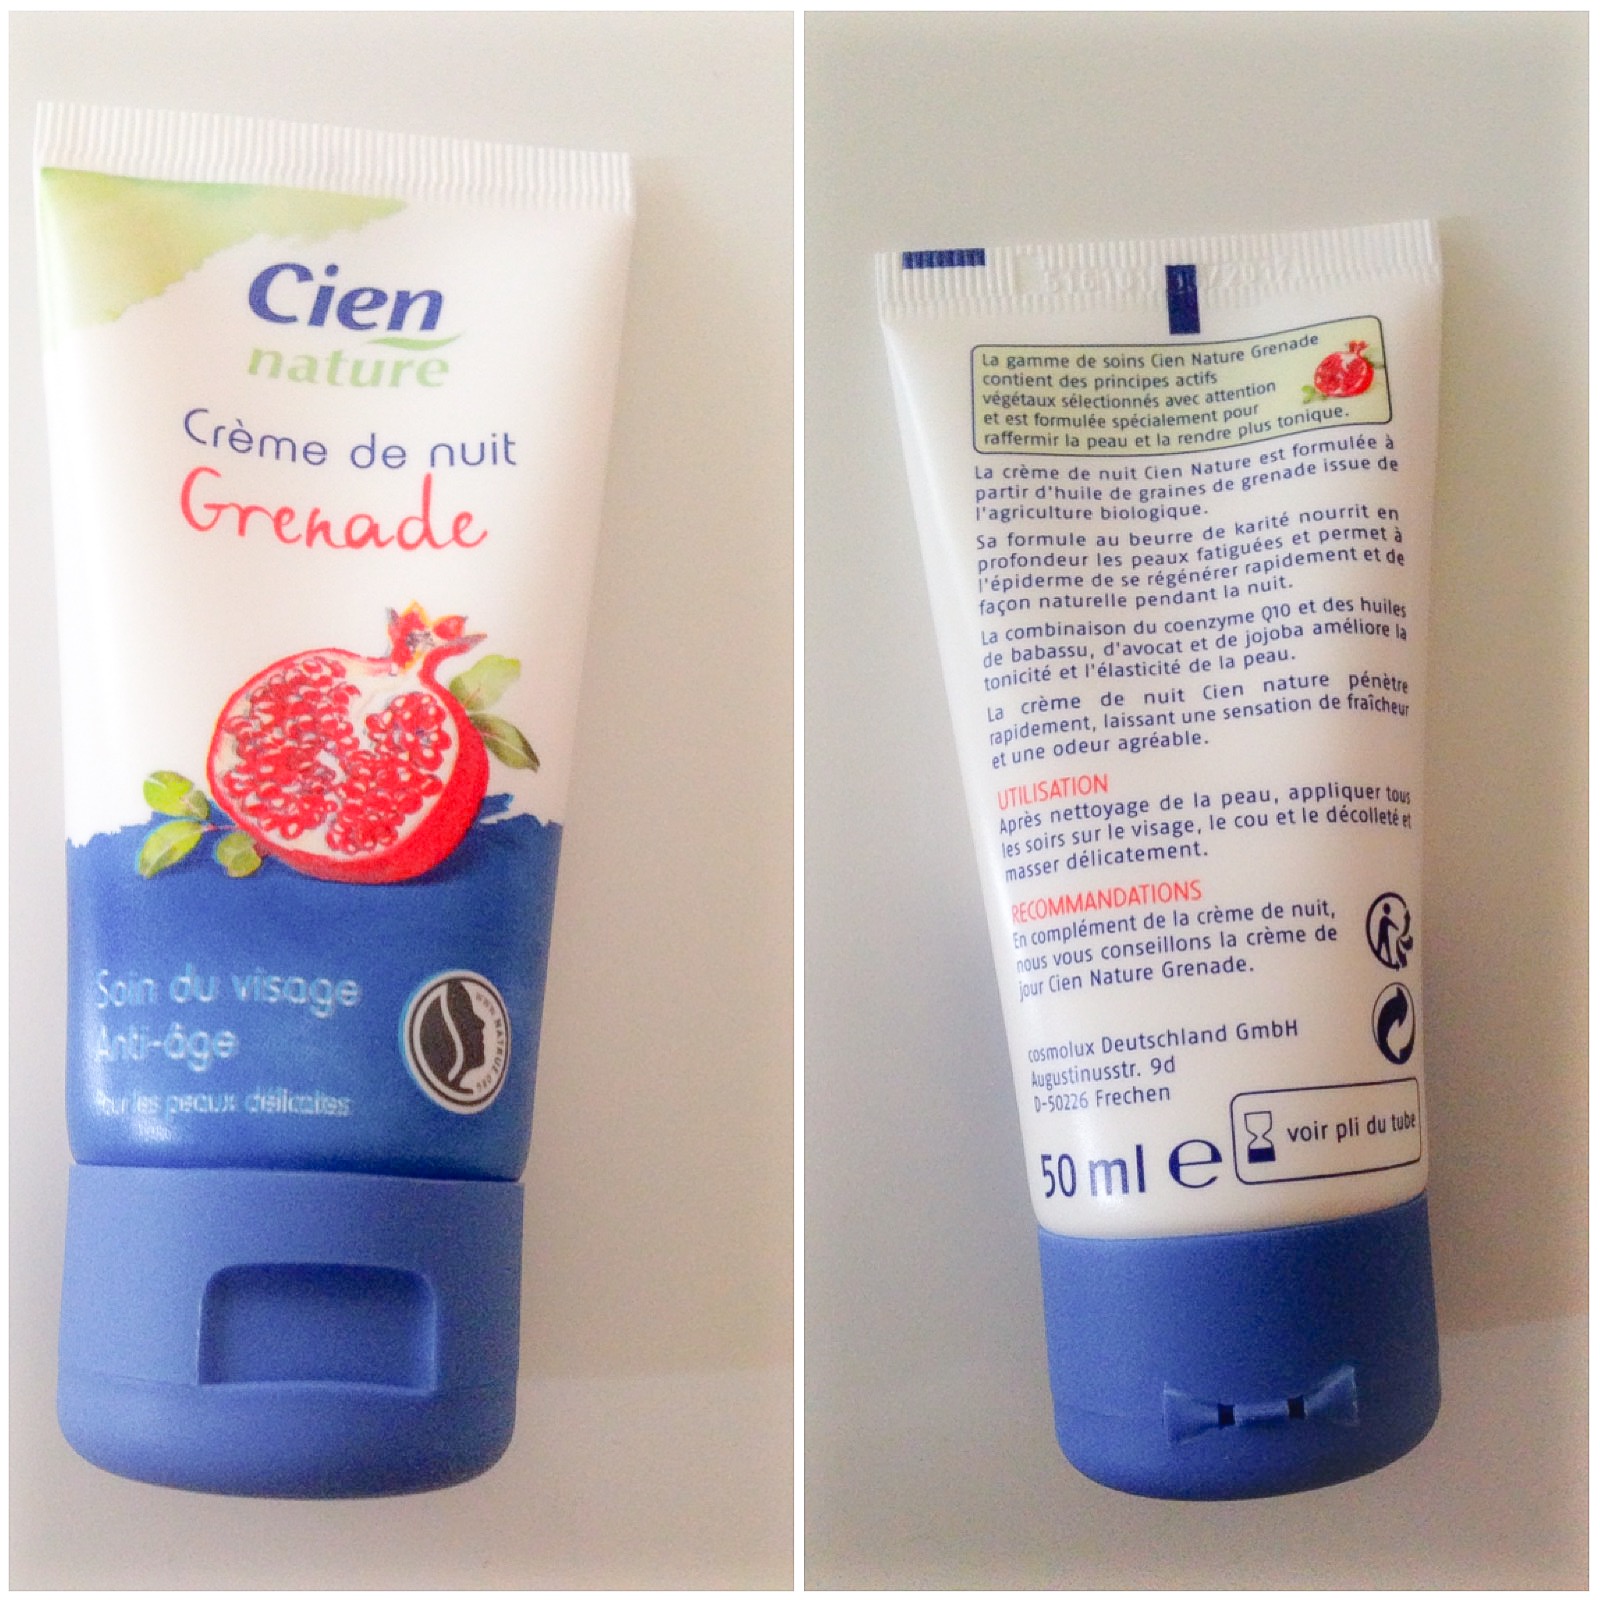 Cien
nature
Crème de nuit
Grenade
Soin du visage
Anti-âge
Pour les peaux délicates
www.NATRUE.ORG
La gamme de soins Cien Nature Grenade
contient des principes actifs
végétaux sélectionnés avec attention
et est formulée spécialement pour
raffermir la peau et la rendre plus tonique.
La crème de nuit Cien Nature est formulée à
partir d'huile de graines de grenade issue de
l'agriculture biologique.
Sa formule au beurre de karité nourrit en
profondeur les peaux fatiguées et permet à
l'épiderme de se régénérer rapidement et de
façon naturelle pendant la nuit.
La combinaison du coenzyme Q10 et des huiles
de babassu, d'avocat et de jojoba améliore la
tonicité et l'élasticité de la peau.
La crème de nuit Cien nature pénètre
rapidement, laissant une sensation de fraîcheur
et une odeur agréable.
UTILISATION
Après nettoyage de la peau, appliquer tous
les soirs sur le visage, le cou et le décolleté et
masser délicatement.
RECOMMANDATIONS
En complément de la crème de nuit,
nous vous conseillons la crème de
jour Cien Nature Grenade.
cosmolux Deutschland GmbH
Augustinusstr. 9d
D-50226 Frechen
50 ml e
voir pli du tube